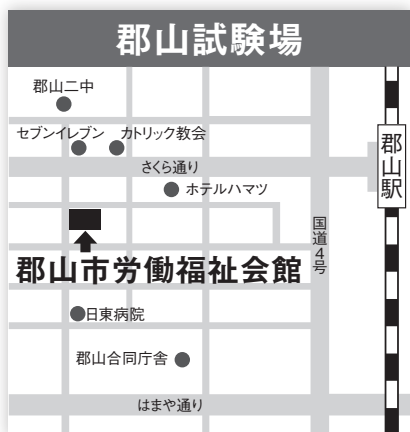 郡山試験場
郡山二中
セブンイレブン
カトリック教会
さくら通り
ホテルハマツ
郡山駅
国道4号
郡山市労働福祉会館
日東病院
郡山合同庁舎
はまや通り